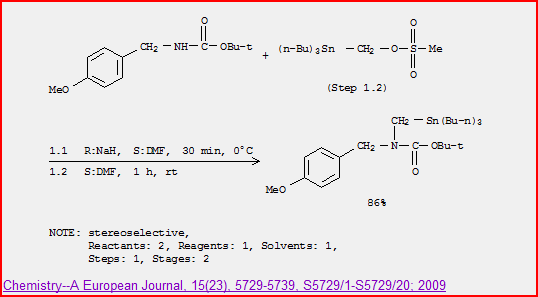 O
CH2 — NH — C — OBu-t
+
(n-Bu)3Sn — CH2 — O — S — Me
O
O
MeO
(Step 1.2)
CH2 — Sn(Bu-n)3
CH2 — N — C — OBu-t
O
MeO
86%
1.1 R:NaH, S:DMF, 30 min, 0°C
1.2 S:DMF, 1 h, rt
NOTE: stereoselective,
Reactants: 2, Reagents: 1, Solvents: 1,
Steps: 1, Stages: 2
Chemistry--A European Journal, 15(23), 5729-5739, S5729/1-S5729/20; 2009